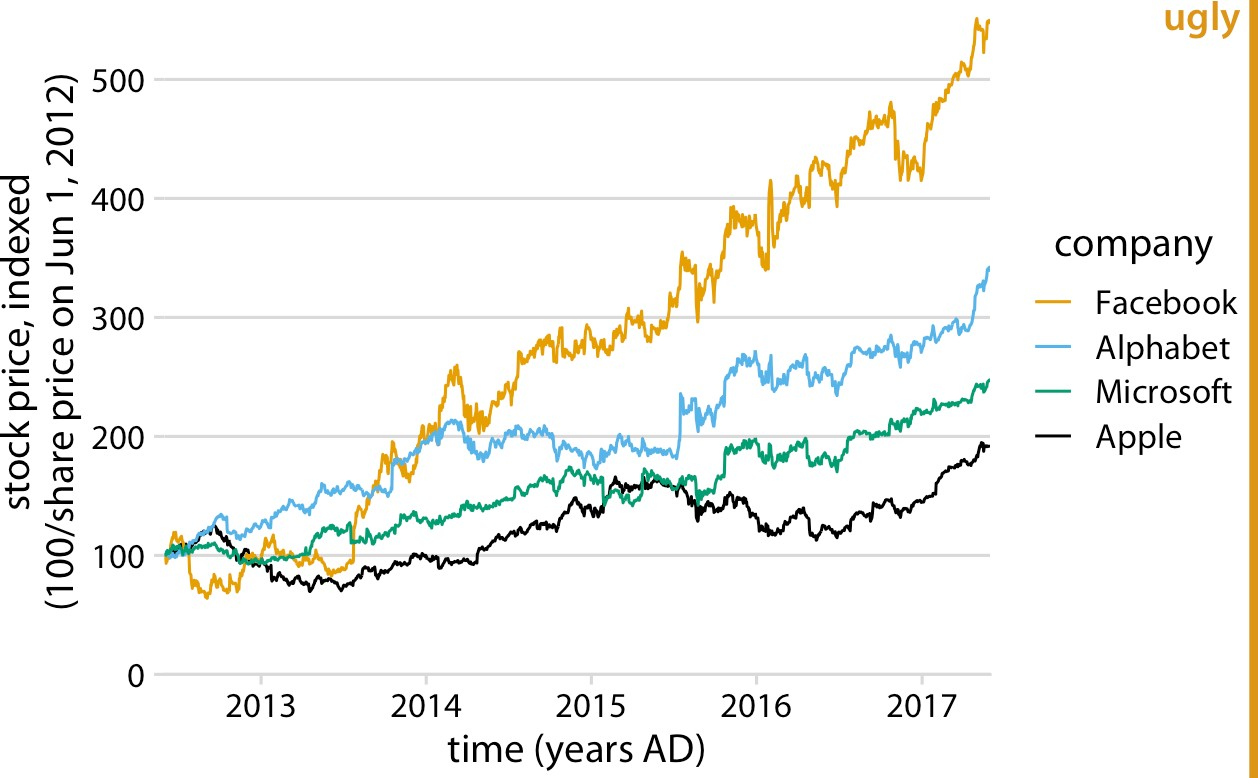 ugly
500
400
300
200
100
0
stock price, indexed
(100/share price on Jun 1, 2012)
company
Facebook
Alphabet
Microsoft
Apple
2013 2014 2015 2016 2017
time (years AD)